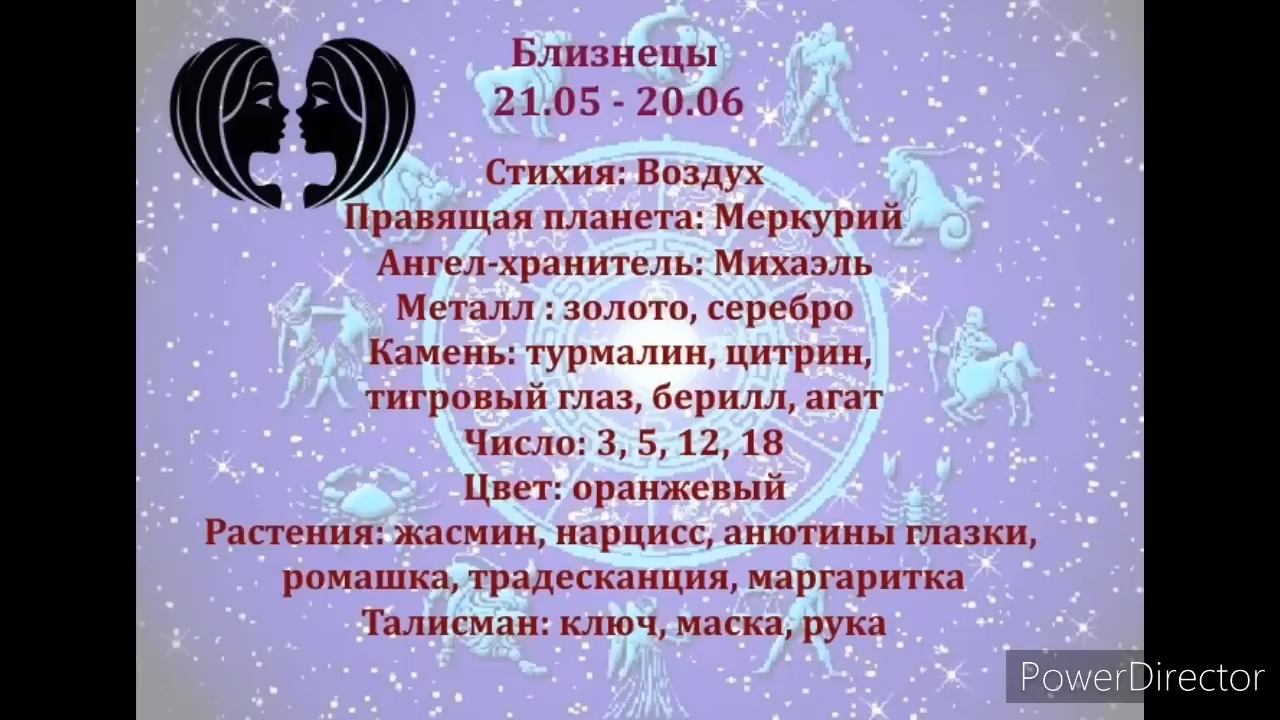 Близнецы
21.05 - 20.06
Стихия: Воздух
Правящая планета: Меркурий
Ангел-хранитель: Михаэль
Металл : золото, серебро
Камень: турмалин, цитрин,
тигровый глаз, берилл, агат
Число: 3, 5, 12, 18
Цвет: оранжевый
Растения: жасмин, нарцисс, анютины глазки,
ромашка, традесканция, маргаритка
Талисман: ключ, маска, рука
PowerDirector